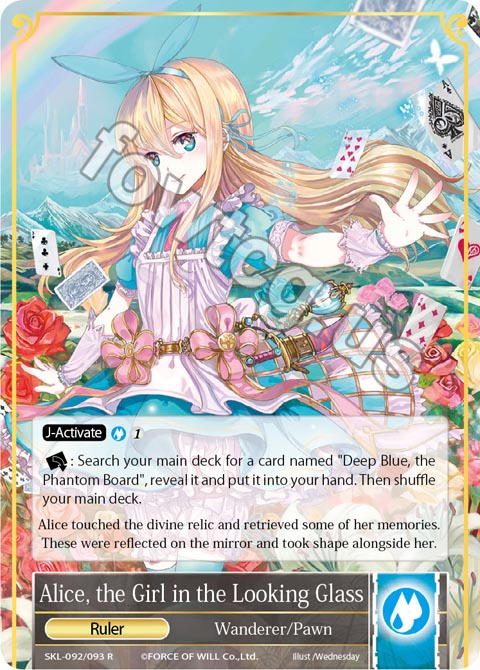 fowtcg.us
J-Activate 1
: Search your main deck for a card named "Deep Blue, the
Phantom Board", reveal it and put it into your hand. Then shuffle
your main deck.
Alice touched the divine relic and retrieved some of her memories.
These were reflected on the mirror and took shape alongside her.
Alice, the Girl in the Looking Glass
Ruler
Wanderer/Pawn
SKL-092/093 R
©FORCE OF WILL Co.,Ltd.
Illust /Wednesday